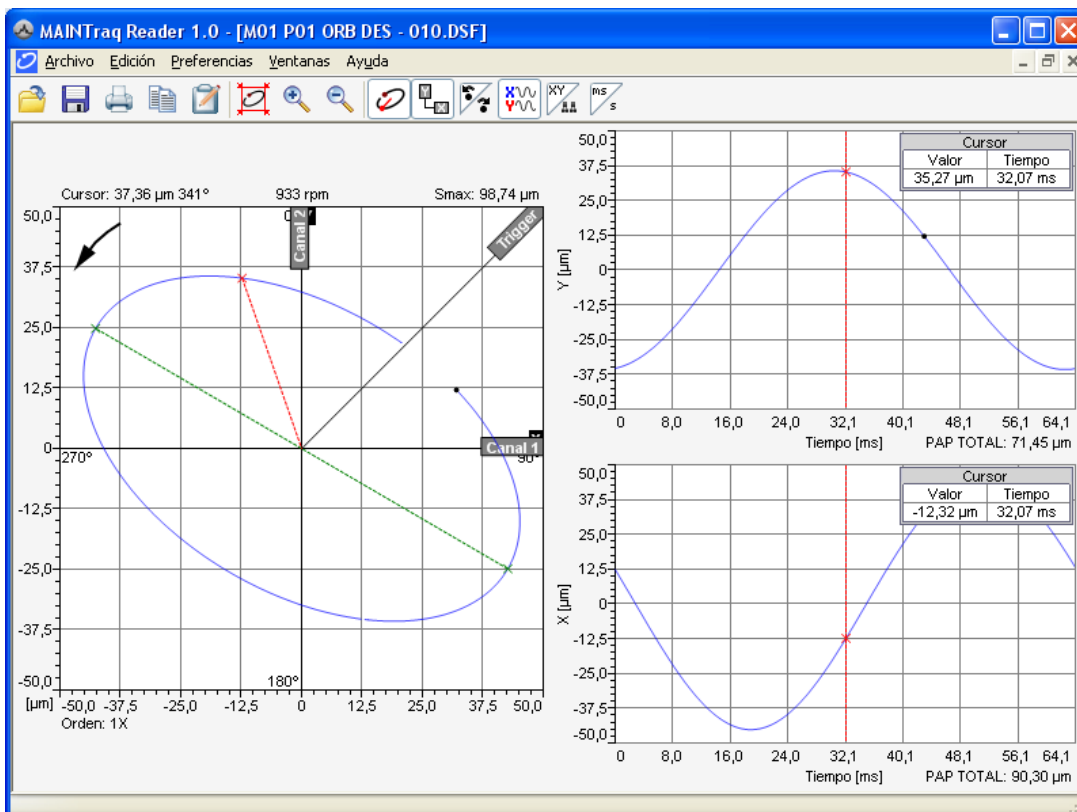 MAINTraq Reader 1.0 - [M01 P01 ORB DES - 010.DSF]
Archivo Edición Preferencias Ventanas Ayuda
X Y XY ms s
Cursor: 37,36 µm 341° 933 rpm Smax: 98,74 µm
50,0
37,5
25,0
12,5
0
-12,5
-25,0
-37,5
-50,0
Canal 2
Trigger
Canal 1
270° 90°
180°
[µm] -50,0 -37,5 -25,0 -12,5 0 12,5 25,0 37,5 50,0
Orden: 1X
Cursor
Valor Tiempo
35,27 µm 32,07 ms
50,0
37,5
25,0
12,5
0
-12,5
-25,0
-37,5
-50,0
Y [µm]
0 8,0 16,0 24,0 32,1 40,1 48,1 56,1 64,1
Tiempo [ms] PAP TOTAL: 71,45 µm
Cursor
Valor Tiempo
-12,32 µm 32,07 ms
50,0
37,5
25,0
12,5
0
-12,5
-25,0
-37,5
-50,0
X [µm]
0 8,0 16,0 24,0 32,1 40,1 48,1 56,1 64,1
Tiempo [ms] PAP TOTAL: 90,30 µm